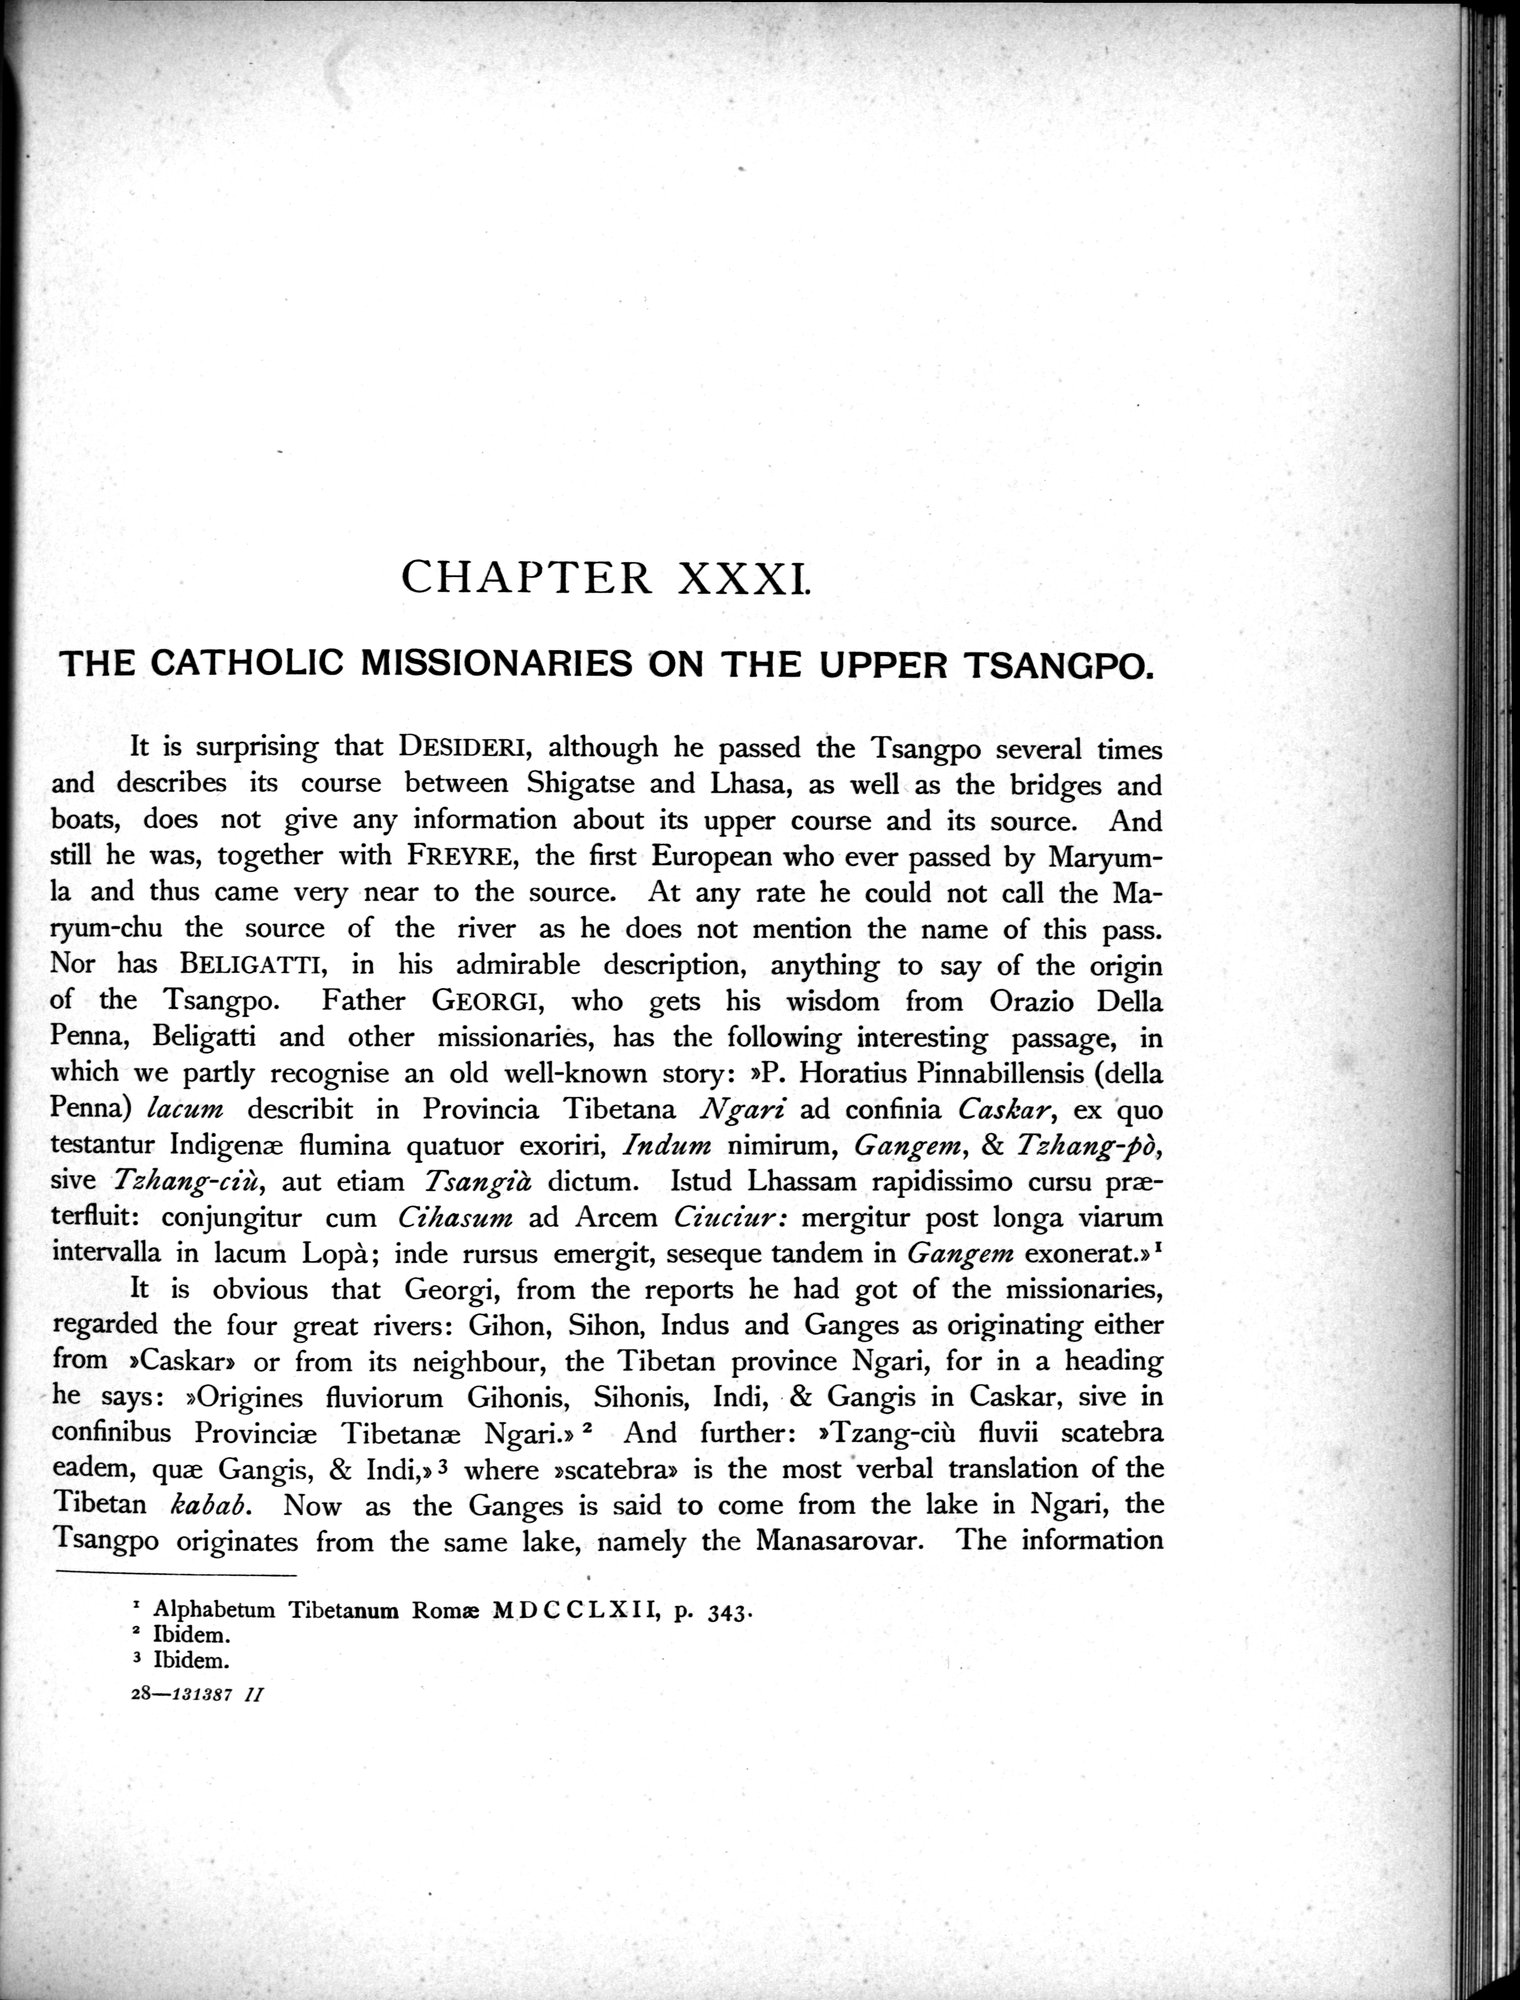 CHAPTER XXXI.
THE CATHOLIC MISSIONARIES ON THE UPPER TSANGPO.
It is surprising that DESIDERI, although he passed the Tsangpo several times
and describes its course between Shigatse and Lhasa, as well as the bridges and
boats, does not give any information about its upper course and its source. And
still he was, together with FREYRE, the first European who ever passed by Maryum-
la and thus came very near to the source. At any rate he could not call the Ma-
ryum-chu the source of the river as he does not mention the name of this pass.
Nor has BELIGATTI, in his admirable description, anything to say of the origin
of the Tsangpo. Father GEORGI, who gets his wisdom from Orazio Della
Penna, Beligatti and other missionaries, has the following interesting passage, in
which we partly recognise an old well-known story: »P. Horatius Pinnabillensis (della
Penna) lacum describit in Provincia Tibetana Ngari ad confinia Caskar, ex quo
testantur Indigenæ flumina quatuor exoriri, Indum nimirum, Gangem, & Tzhang-pò,
sive Tzhang-ciù, aut etiam Tsangià dictum. Istud Lhassam rapidissimo cursu præ-
terfluit: conjungitur cum Cihasum ad Arcem Ciuciur: mergitur post longa viarum
intervalla in lacum Lopà; inde rursus emergit, seseque tandem in Gangem exonerat.»¹
It is obvious that Georgi, from the reports he had got of the missionaries,
regarded the four great rivers: Gihon, Sihon, Indus and Ganges as originating either
from »Caskar» or from its neighbour, the Tibetan province Ngari, for in a heading
he says: »Origines fluviorum Gihonis, Sihonis, Indi, & Gangis in Caskar, sive in
confinibus Provinciæ Tibetanæ Ngari.»² And further: »Tzang-ciù fluvii scatebra
eadem, quæ Gangis, & Indi,»³ where »scatebra» is the most verbal translation of the
Tibetan kabab. Now as the Ganges is said to come from the lake in Ngari, the
Tsangpo originates from the same lake, namely the Manasarovar. The information
¹ Alphabetum Tibetanum Romæ MDCCLXII, p. 343.
² Ibidem.
³ Ibidem.
28—131387 II